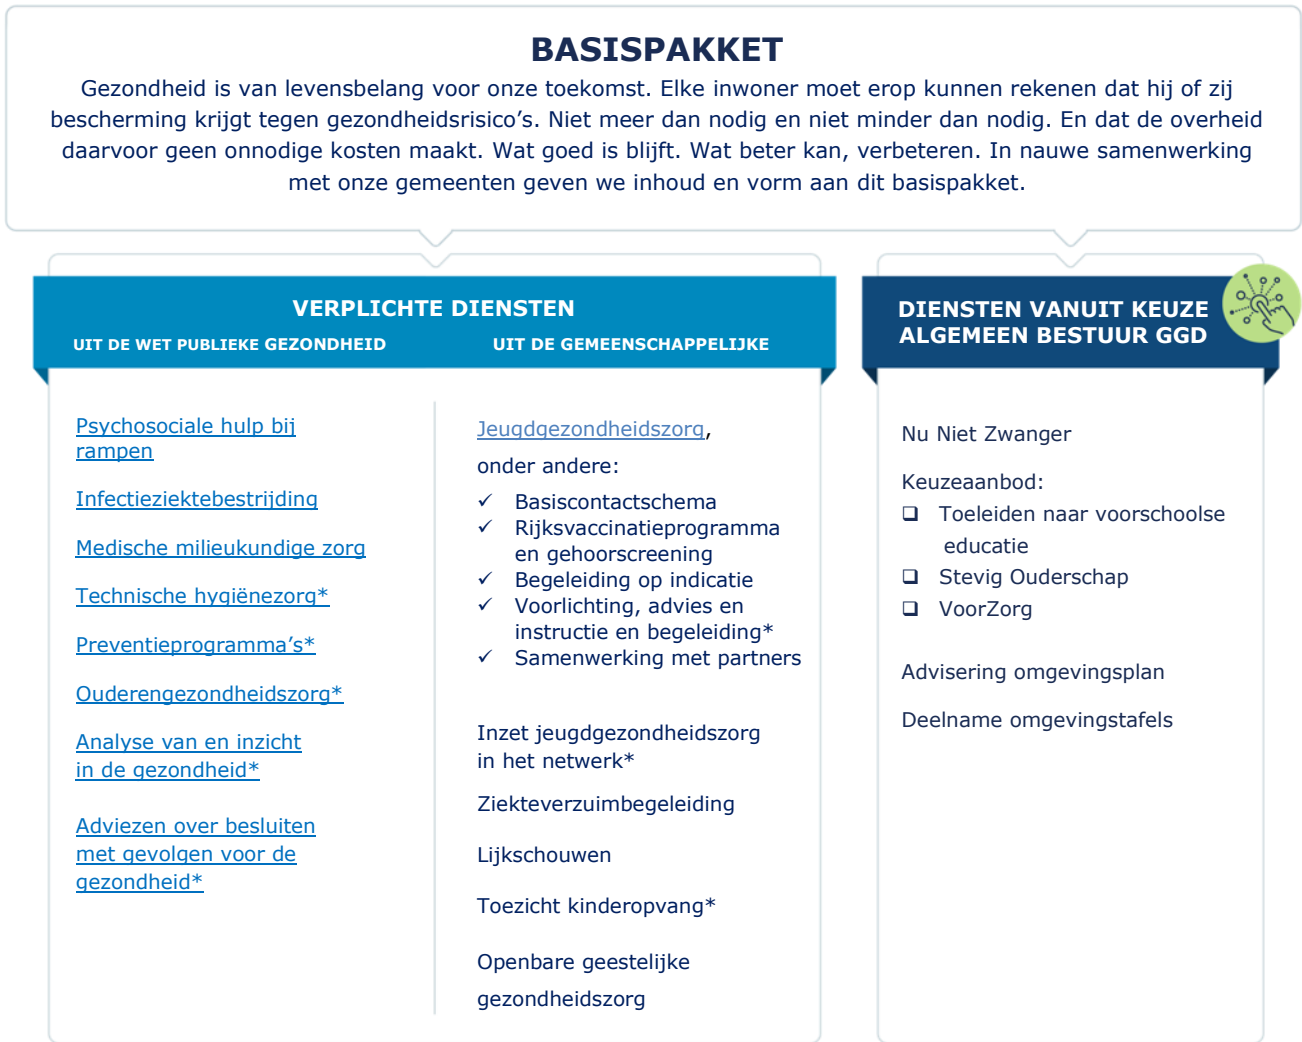 BASISPAKKET
Gezondheid is van levensbelang voor onze toekomst. Elke inwoner moet erop kunnen rekenen dat hij of zij
bescherming krijgt tegen gezondheidsrisico’s. Niet meer dan nodig en niet minder dan nodig. En dat de overheid
daarvoor geen onnodige kosten maakt. Wat goed is blijft. Wat beter kan, verbeteren. In nauwe samenwerking
met onze gemeenten geven we inhoud en vorm aan dit basispakket.
VERPLICHTE DIENSTEN
UIT DE WET PUBLIEKE GEZONDHEID
Psychosociale hulp bij
rampen
Infectieziektebestrijding
Medische milieukundige zorg
Technische hygiënezorg*
Preventieprogramma’s*
Ouderengezondheidszorg*
Analyse van en inzicht
in de gezondheid*
Adviezen over besluiten
met gevolgen voor de
gezondheid*
UIT DE GEMEENSCHAPPELIJKE
Jeugdgezondheidszorg,
onder andere:
✓ Basiscontactschema
✓ Rijksvaccinatieprogramma
en gehoorscreening
✓ Begeleiding op indicatie
✓ Voorlichting, advies en
instructie en begeleiding*
✓ Samenwerking met partners
Inzet jeugdgezondheidszorg
in het netwerk*
Ziekteverzuimbegeleiding
Lijkschouwen
Toezicht kinderopvang*
Openbare geestelijke
gezondheidszorg
DIENSTEN VANUIT KEUZE
ALGEMEEN BESTUUR GGD
Nu Niet Zwanger
Keuzeaanbod:
❑ Toeleiden naar voorschoolse
educatie
❑ Stevig Ouderschap
❑ VoorZorg
Advisering omgevingsplan
Deelname omgevingstafels